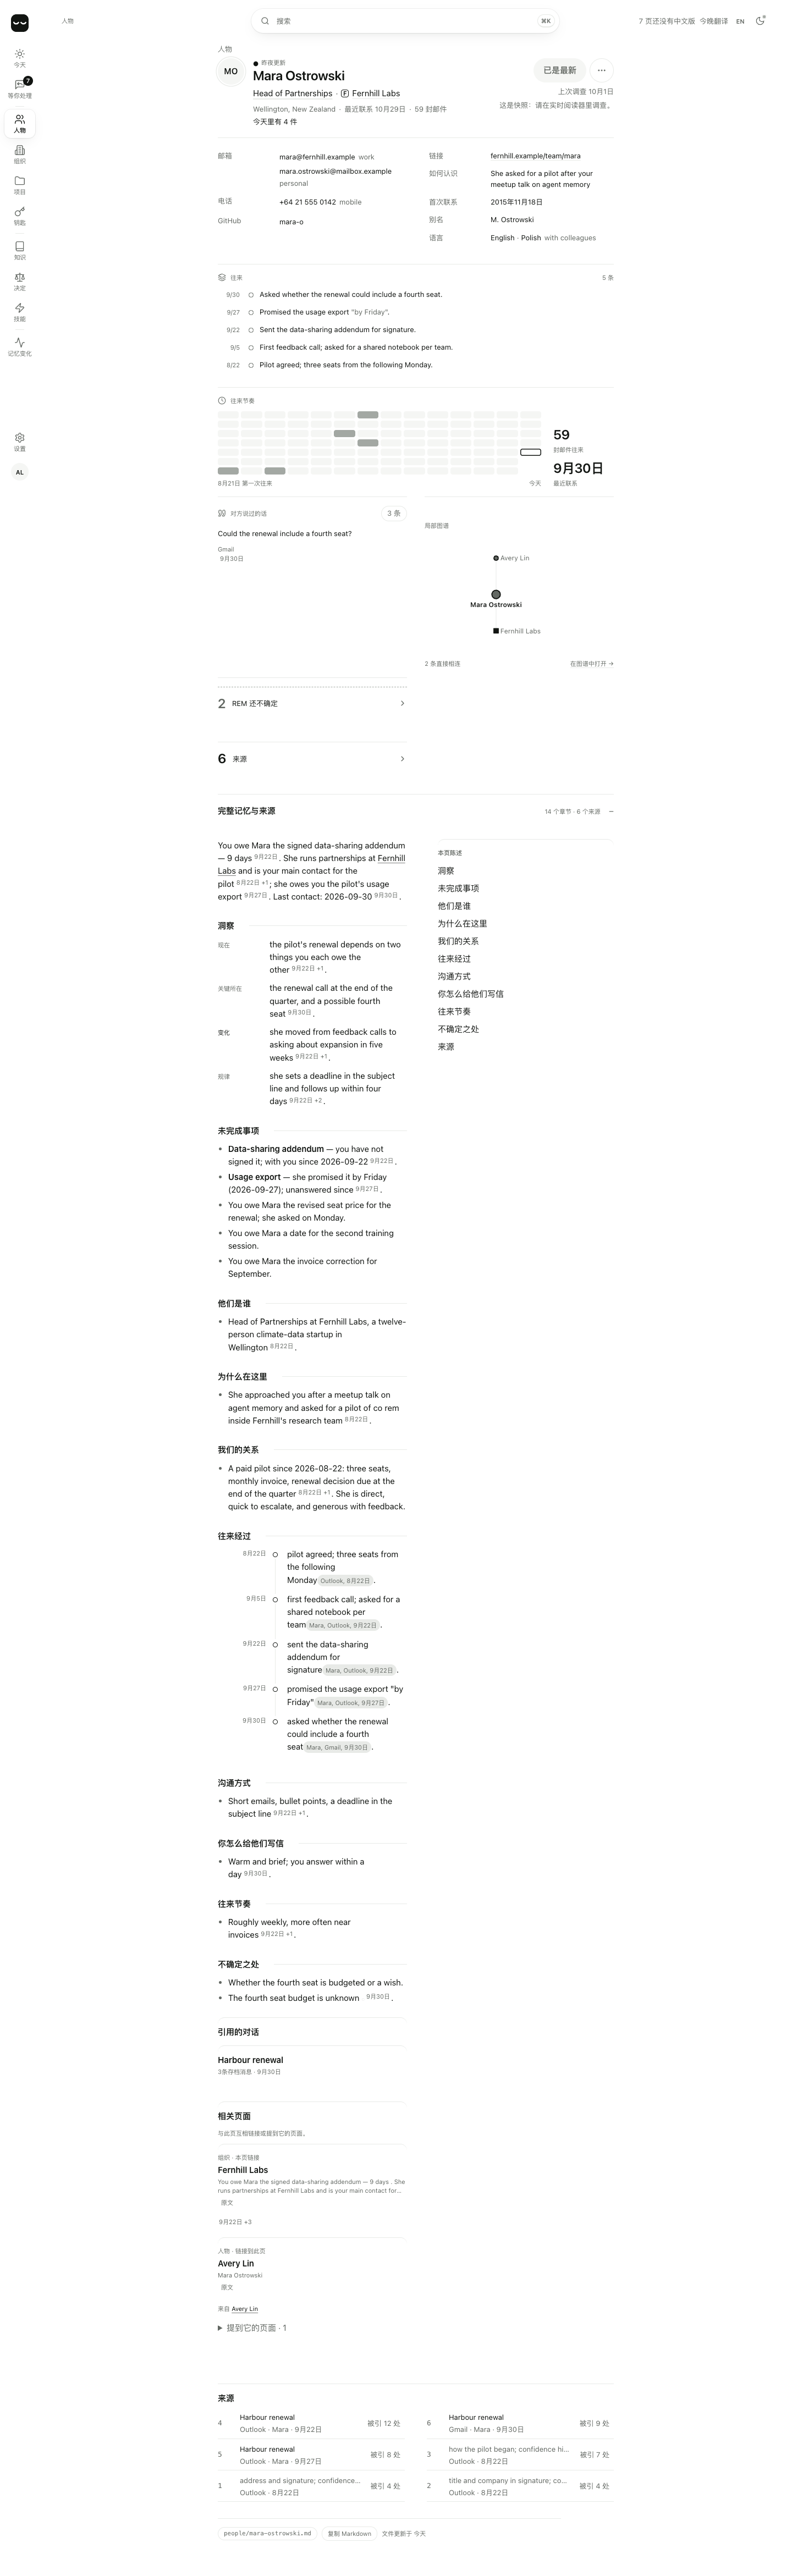 人物
搜索
⌘K
7 页还没有中文版 今晚翻译 EN
今天
等你处理
7
人物
组织
项目
钥匙
知识
决定
技能
记忆变化
设置
AL
人物
MO
昨夜更新
Mara Ostrowski
Head of Partnerships · F Fernhill Labs
Wellington, New Zealand · 最近联系 10月29日 · 59 封邮件
今天里有 4 件
已是最新
上次调查 10月1日
这是快照：请在实时阅读器里调查。
邮箱
mara@fernhill.example work
mara.ostrowski@mailbox.example
personal
电话
+64 21 555 0142 mobile
GitHub
mara-o
链接
fernhill.example/team/mara
如何认识
She asked for a pilot after your
meetup talk on agent memory
首次联系
2015年11月18日
别名
M. Ostrowski
语言
English · Polish with colleagues
往来
5 条
9/30 Asked whether the renewal could include a fourth seat.
9/27 Promised the usage export "by Friday".
9/22 Sent the data-sharing addendum for signature.
9/5 First feedback call; asked for a shared notebook per team.
8/22 Pilot agreed; three seats from the following Monday.
往来节奏
59
封邮件往来
9月30日
最近联系
8月21日 第一次往来
今天
对方说过的话
3 条
Could the renewal include a fourth seat?
Gmail
9月30日
局部图谱
Avery Lin
Mara Ostrowski
Fernhill Labs
2 条直接相连
在图谱中打开 →
2 REM 还不确定
6 来源
完整记忆与来源
14 个章节 · 6 个来源 −
You owe Mara the signed data-sharing addendum
— 9 days 9月22日 . She runs partnerships at Fernhill
Labs and is your main contact for the
pilot 8月22日 +1 ; she owes you the pilot's usage
export 9月27日 . Last contact: 2026-09-30 9月30日 .
本页陈述
洞察
未完成事项
他们是谁
为什么在这里
我们的关系
往来经过
沟通方式
你怎么给他们写信
往来节奏
不确定之处
来源
洞察
现在
the pilot's renewal depends on two
things you each owe the
other 9月22日 +1 .
关键所在
the renewal call at the end of the
quarter, and a possible fourth
seat 9月30日 .
变化
she moved from feedback calls to
asking about expansion in five
weeks 9月22日 +1 .
规律
she sets a deadline in the subject
line and follows up within four
days 9月22日 +2 .
未完成事项
Data-sharing addendum — you have not
signed it; with you since 2026-09-22 9月22日 .
Usage export — she promised it by Friday
(2026-09-27); unanswered since 9月27日 .
You owe Mara the revised seat price for the
renewal; she asked on Monday.
You owe Mara a date for the second training
session.
You owe Mara the invoice correction for
September.
他们是谁
Head of Partnerships at Fernhill Labs, a twelve-
person climate-data startup in
Wellington 8月22日 .
为什么在这里
She approached you after a meetup talk on
agent memory and asked for a pilot of co rem
inside Fernhill's research team 8月22日 .
我们的关系
A paid pilot since 2026-08-22: three seats,
monthly invoice, renewal decision due at the
end of the quarter 8月22日 +1 . She is direct,
quick to escalate, and generous with feedback.
往来经过
8月22日 pilot agreed; three seats from
the following
Monday Outlook, 8月22日 .
9月5日 first feedback call; asked for a
shared notebook per
team Mara, Outlook, 9月22日 .
9月22日 sent the data-sharing
addendum for
signature Mara, Outlook, 9月22日 .
9月27日 promised the usage export "by
Friday" Mara, Outlook, 9月27日 .
9月30日 asked whether the renewal
could include a fourth
seat Mara, Gmail, 9月30日 .
沟通方式
Short emails, bullet points, a deadline in the
subject line 9月22日 +1 .
你怎么给他们写信
Warm and brief; you answer within a
day 9月30日 .
往来节奏
Roughly weekly, more often near
invoices 9月22日 +1 .
不确定之处
Whether the fourth seat is budgeted or a wish.
The fourth seat budget is unknown 9月30日 .
引用的对话
Harbour renewal
3条存档消息 · 9月30日
相关页面
与此页互相链接或提到它的页面。
组织 · 本页链接
Fernhill Labs
You owe Mara the signed data-sharing addendum — 9 days . She
runs partnerships at Fernhill Labs and is your main contact for…
原文
9月22日 +3
人物 · 链接到此页
Avery Lin
Mara Ostrowski
原文
来自 Avery Lin
提到它的页面 · 1
来源
4 Harbour renewal 被引 12 处
Outlook · Mara · 9月22日
6 Harbour renewal 被引 9 处
Gmail · Mara · 9月30日
5 Harbour renewal 被引 8 处
Outlook · Mara · 9月27日
3 how the pilot began; confidence hi… 被引 7 处
Outlook · 8月22日
1 address and signature; confidence… 被引 4 处
Outlook · 8月22日
2 title and company in signature; co… 被引 4 处
Outlook · 8月22日
people/mara-ostrowski.md 复制 Markdown 文件更新于 今天